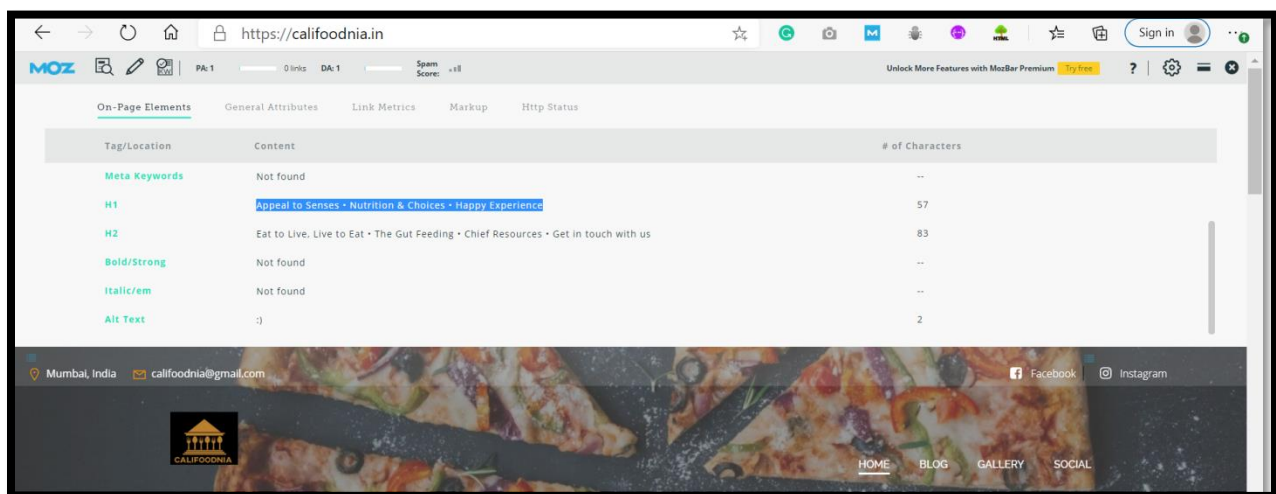 https://califoodnia.in
Sign in
MOZ PA: 1 0 links DA: 1 Spam Score: Unlock More Features with MozBar Premium Try free ?
On-Page Elements General Attributes Link Metrics Markup Http Status
Tag/Location Content # of Characters
Meta Keywords Not found --
H1 Appeal to Senses • Nutrition & Choices • Happy Experience 57
H2 Eat to Live, Live to Eat • The Gut Feeding • Chief Resources • Get in touch with us 83
Bold/Strong Not found --
Italic/em Not found --
Alt Text :) 2
Mumbai, India califoodnia@gmail.com Facebook Instagram
CALIFOODNIA
HOME BLOG GALLERY SOCIAL